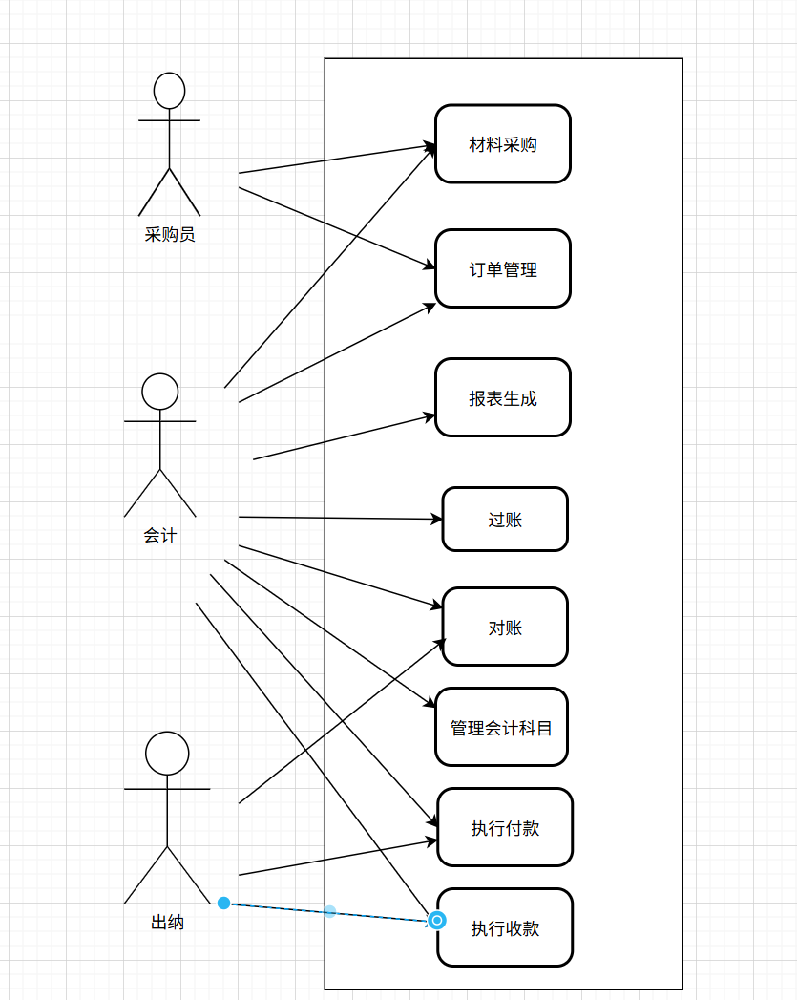 材料采购
采购员
订单管理
报表生成
过账
会计
对账
管理会计科目
执行付款
出纳
执行收款